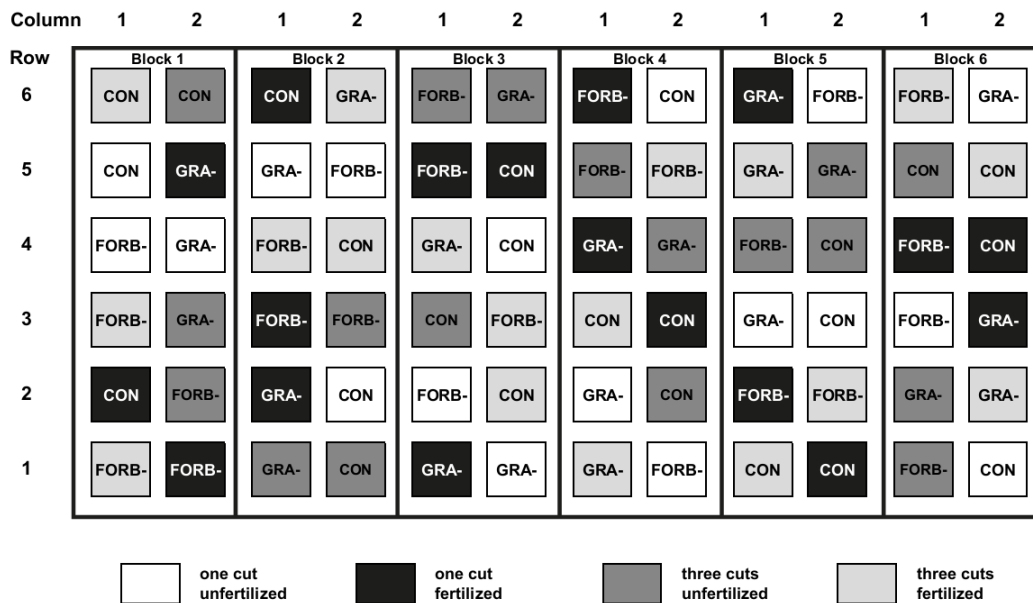 Column 1 2 1 2 1 2 1 2 1 2 1 2
Row Block 1 Block 2 Block 3 Block 4 Block 5 Block 6
6 CON CON CON GRA- FORB- GRA- FORB- CON GRA- FORB- FORB- GRA-
5 CON GRA- GRA- FORB- FORB- CON FORB- FORB- GRA- GRA- CON CON
4 FORB- GRA- FORB- CON GRA- CON GRA- GRA- FORB- CON FORB- CON
3 FORB- GRA- FORB- FORB- CON FORB- CON CON GRA- CON FORB- GRA-
2 CON FORB- GRA- CON FORB- CON GRA- CON FORB- FORB- GRA- GRA-
1 FORB- FORB- GRA- CON GRA- GRA- GRA- FORB- CON CON FORB- CON
one cut one cut three cuts three cuts
unfertilized fertilized unfertilized fertilized